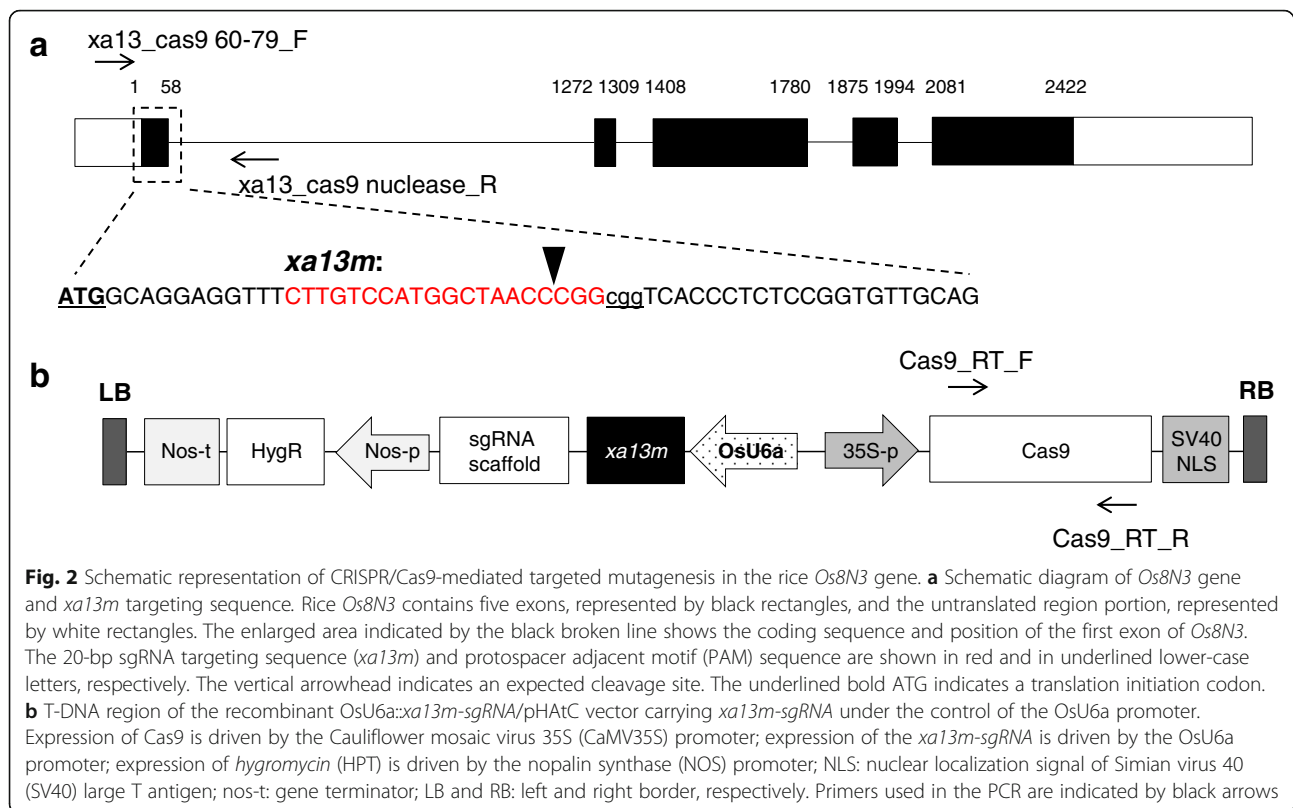 a
xa13_cas9 60-79_F
1 58 1272 1309 1408 1780 1875 1994 2081 2422
xa13_cas9 nuclease_R
xa13m:
ATGGCAGGAGGTTTCTTGTCCATGGCTAACCCGGcggTCACCCTCTCCGGTGTTGCAG
b
Cas9_RT_F
LB RB
Nos-t HygR Nos-p sgRNA scaffold xa13m OsU6a 35S-p Cas9 SV40 NLS
Cas9_RT_R
Fig. 2 Schematic representation of CRISPR/Cas9-mediated targeted mutagenesis in the rice Os8N3 gene. a Schematic diagram of Os8N3 gene
and xa13m targeting sequence. Rice Os8N3 contains five exons, represented by black rectangles, and the untranslated region portion, represented
by white rectangles. The enlarged area indicated by the black broken line shows the coding sequence and position of the first exon of Os8N3.
The 20-bp sgRNA targeting sequence (xa13m) and protospacer adjacent motif (PAM) sequence are shown in red and in underlined lower-case
letters, respectively. The vertical arrowhead indicates an expected cleavage site. The underlined bold ATG indicates a translation initiation codon.
b T-DNA region of the recombinant OsU6a::xa13m-sgRNA/pHAtC vector carrying xa13m-sgRNA under the control of the OsU6a promoter.
Expression of Cas9 is driven by the Cauliflower mosaic virus 35S (CaMV35S) promoter; expression of the xa13m-sgRNA is driven by the OsU6a
promoter; expression of hygromycin (HPT) is driven by the nopalin synthase (NOS) promoter; NLS: nuclear localization signal of Simian virus 40
(SV40) large T antigen; nos-t: gene terminator; LB and RB: left and right border, respectively. Primers used in the PCR are indicated by black arrows